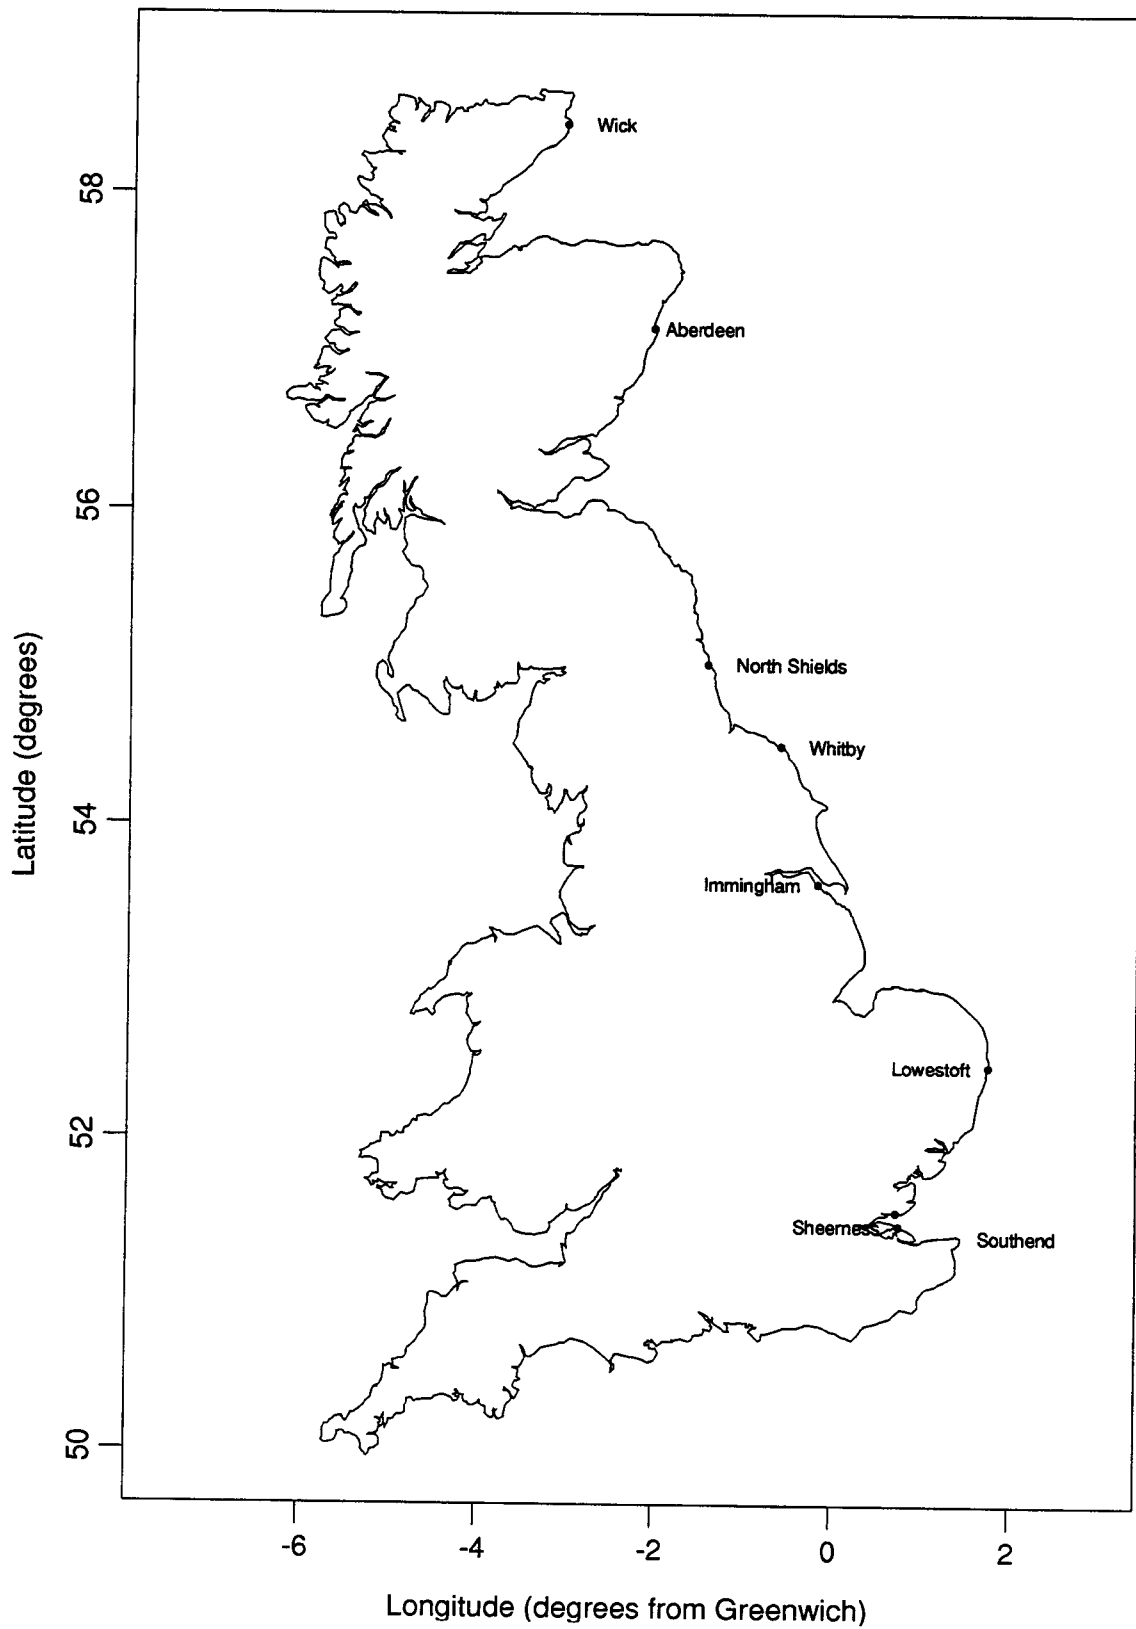 Wick
58
Aberdeen
56
North Shields
Whitby
54
Immingham
Lowestoft
52
Sheerness
Southend
50
Latitude (degrees)
-6 -4 -2 0 2
Longitude (degrees from Greenwich)